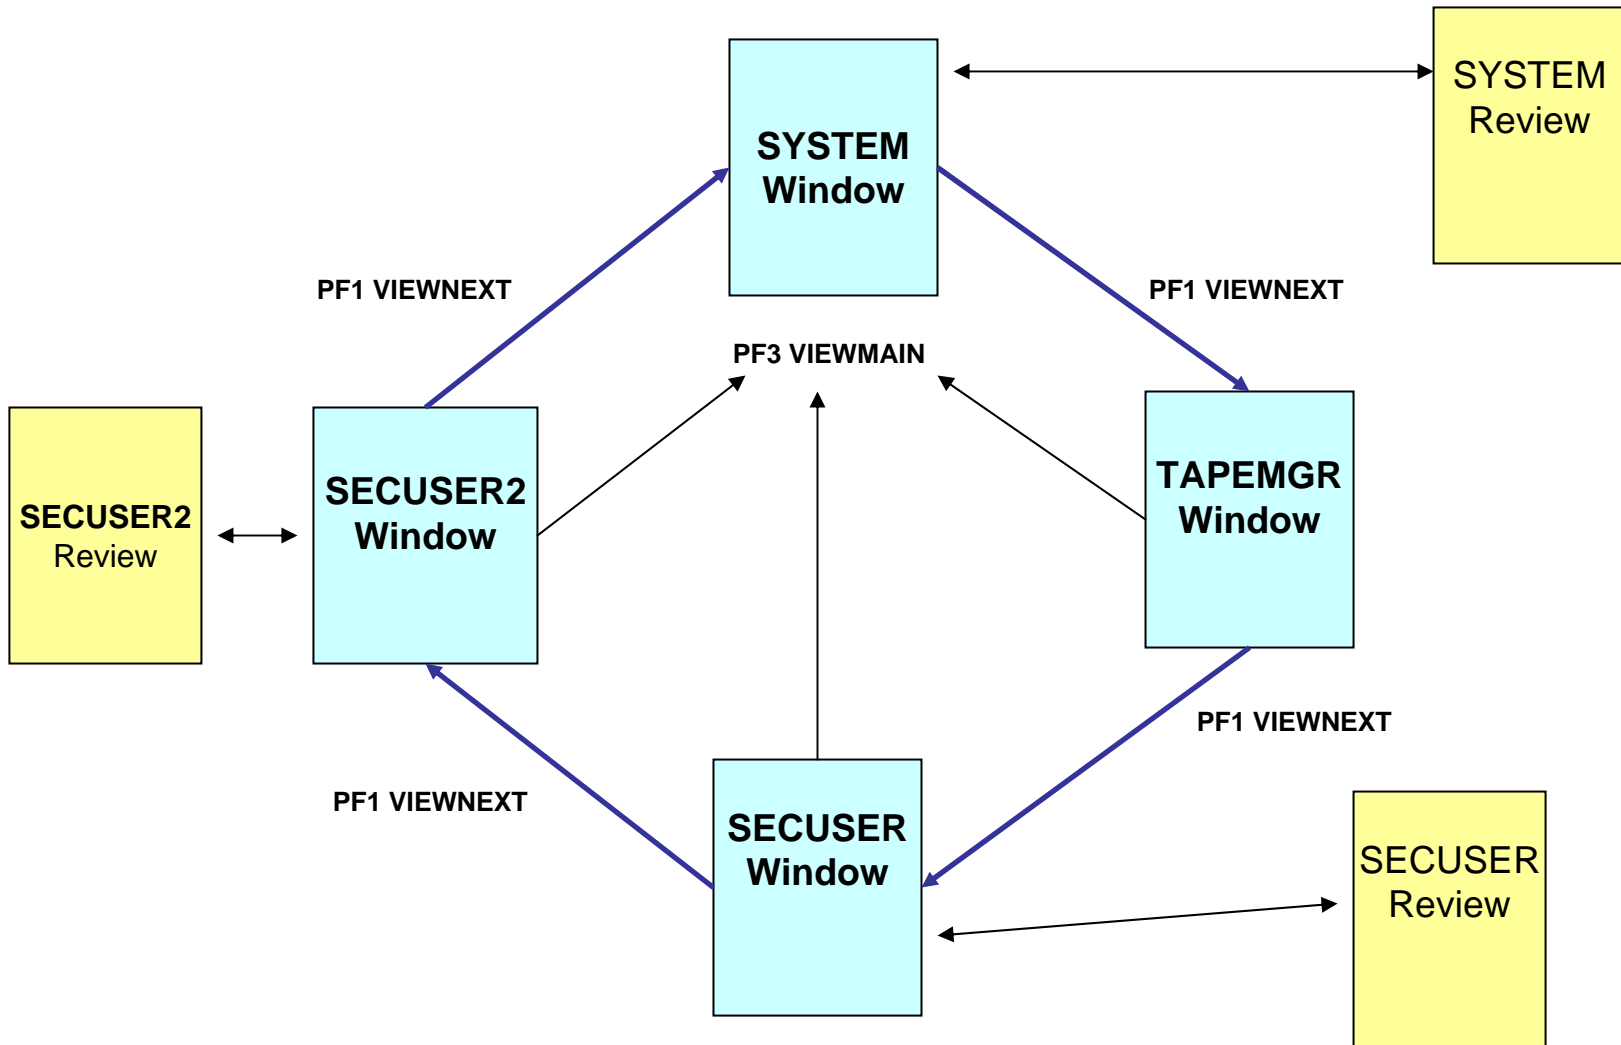 SYSTEM
Window
SYSTEM
Review
PF1 VIEWNEXT
PF1 VIEWNEXT
PF3 VIEWMAIN
SECUSER2
Review
SECUSER2
Window
TAPEMGR
Window
PF1 VIEWNEXT
PF1 VIEWNEXT
SECUSER
Window
SECUSER
Review